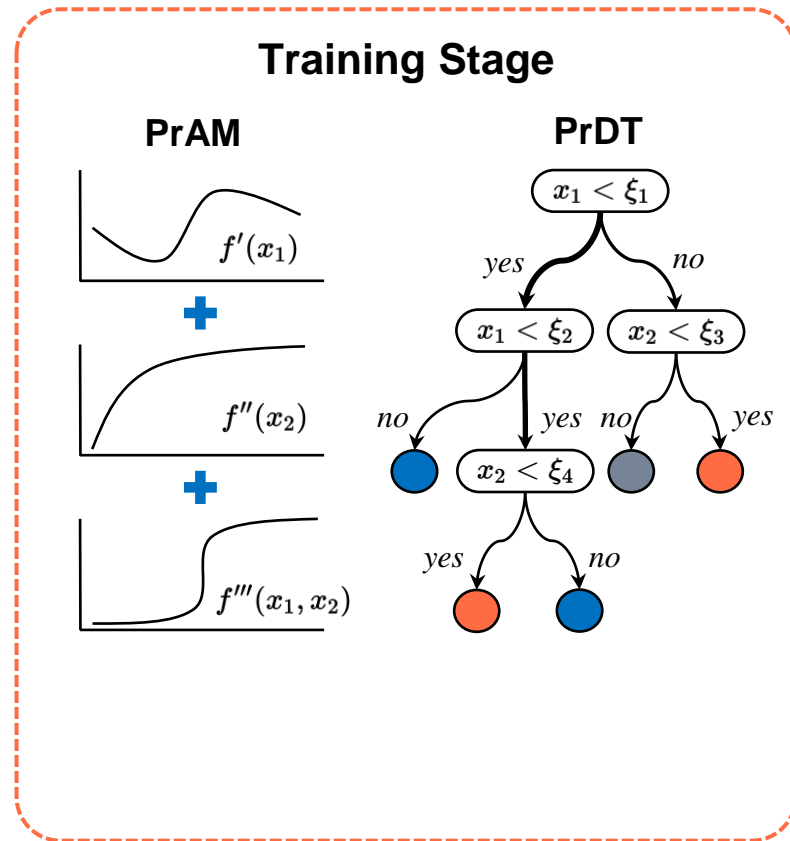 Training Stage
PrAM
f′(x₁)
f″(x₂)
f‴(x₁, x₂)
PrDT
x₁ < ξ₁
yes
no
x₁ < ξ₂
x₂ < ξ₃
no
yes
no
yes
x₂ < ξ₄
yes
no